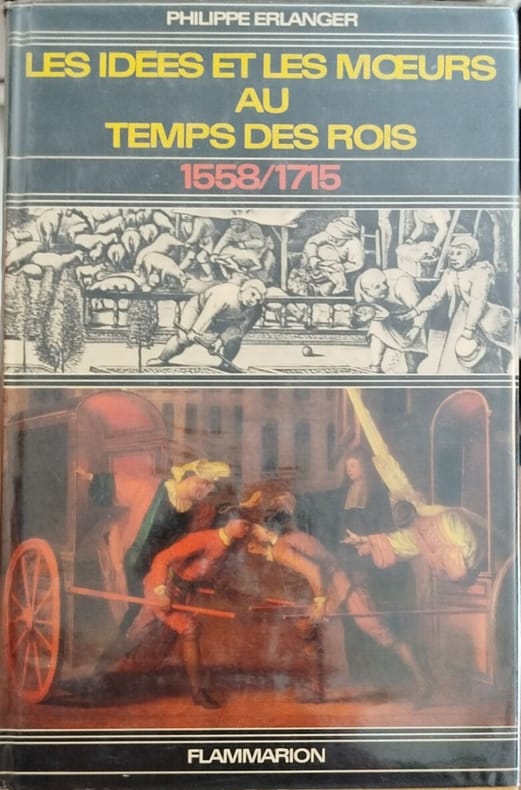 PHILIPPE ERLANGER
LES IDÉES ET LES MŒURS
AU
TEMPS DES ROIS
1558/1715
FLAMMARION